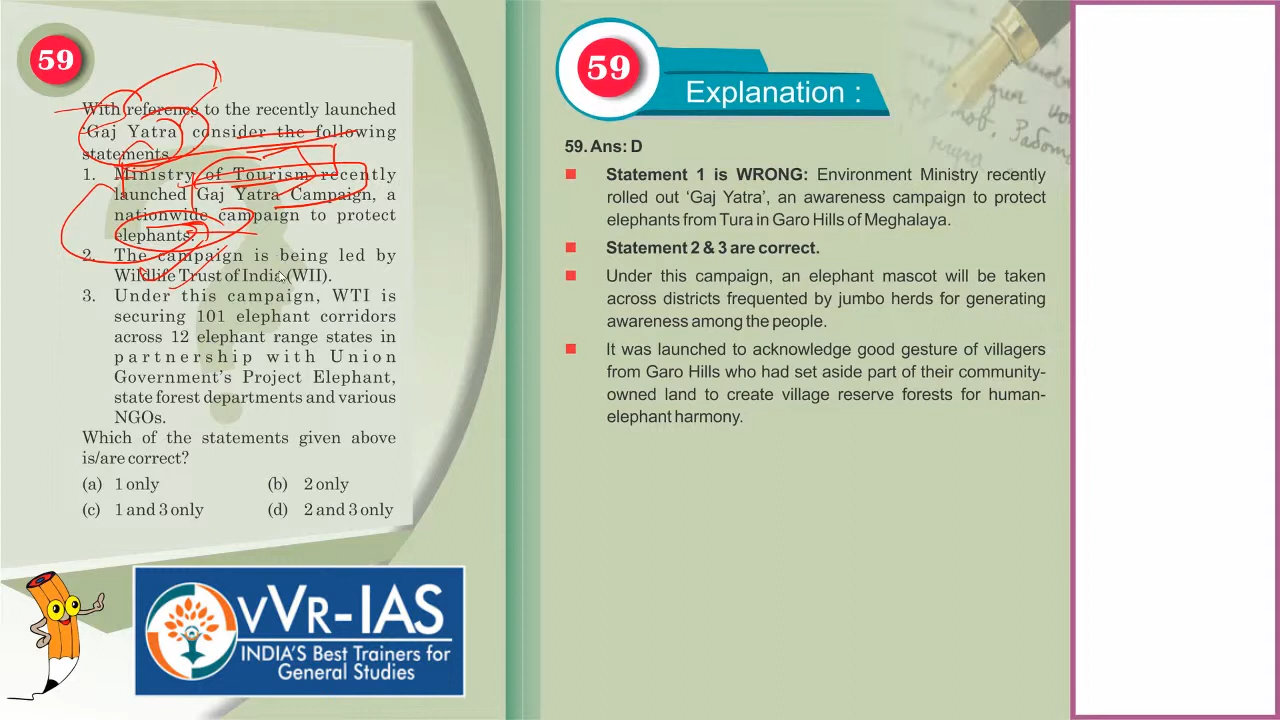 59
With reference to the recently launched
'Gaj Yatra' consider the following
statements
1. Ministry of Tourism recently
launched Gaj Yatra Campaign, a
nationwide campaign to protect
elephants.
2. The campaign is being led by
Wildlife Trust of India (WII).
3. Under this campaign, WTI is
securing 101 elephant corridors
across 12 elephant range states in
partnership with Union
Government's Project Elephant,
state forest departments and various
NGOs.
Which of the statements given above
is/are correct?
(a) 1 only (b) 2 only
(c) 1 and 3 only (d) 2 and 3 only
vVR-IAS
INDIA'S Best Trainers for
General Studies
59
Explanation :
59. Ans: D
Statement 1 is WRONG: Environment Ministry recently
rolled out 'Gaj Yatra', an awareness campaign to protect
elephants from Tura in Garo Hills of Meghalaya.
Statement 2 & 3 are correct.
Under this campaign, an elephant mascot will be taken
across districts frequented by jumbo herds for generating
awareness among the people.
It was launched to acknowledge good gesture of villagers
from Garo Hills who had set aside part of their community-
owned land to create village reserve forests for human-
elephant harmony.